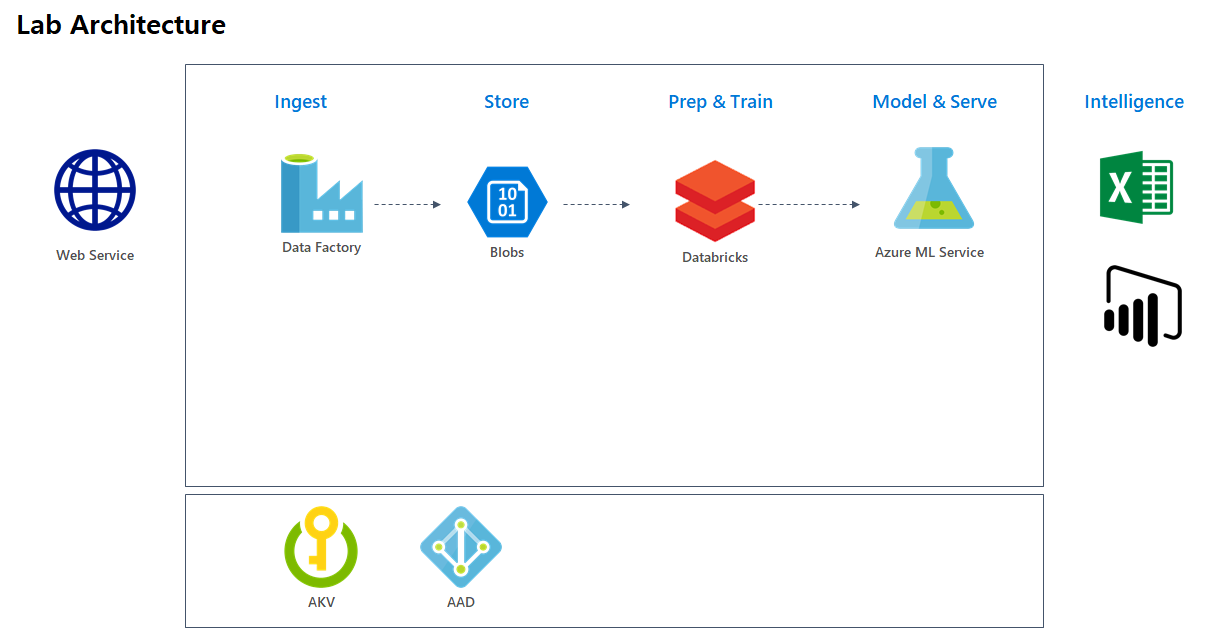 Lab Architecture
Ingest
Store
Prep & Train
Model & Serve
Intelligence
10
01
X
Web Service
Data Factory
Blobs
Databricks
Azure ML Service
AKV
AAD